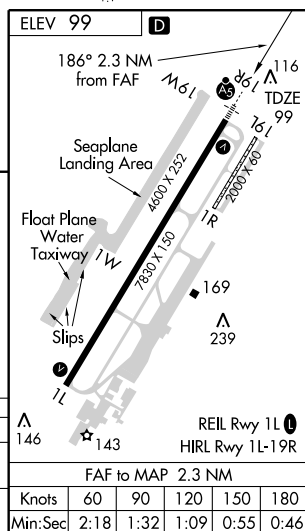 ELEV 99
D
186° 2.3 NM
from FAF
116
A5
TDZE
99
19W
19R
19L
Seaplane
Landing Area
4600 X 252
2000 X 60
V
Float Plane
Water
Taxiway
1W
1R
7830 X 150
169
Slips
239
V
1L
146
143
REIL Rwy 1L L
HIRL Rwy 1L-19R
FAF to MAP 2.3 NM
Knots 60 90 120 150 180
Min:Sec 2:18 1:32 1:09 0:55 0:46